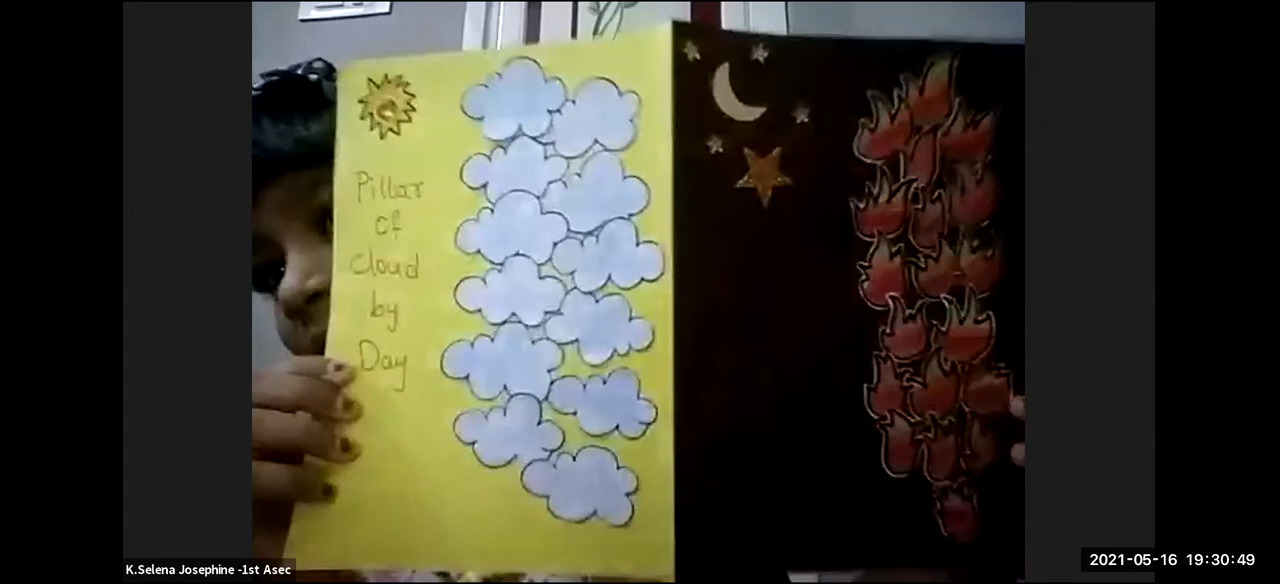 Pillar
of
cloud
by
Day
K.Selena Josephine -1st Asec
2021-05-16 19:30:49